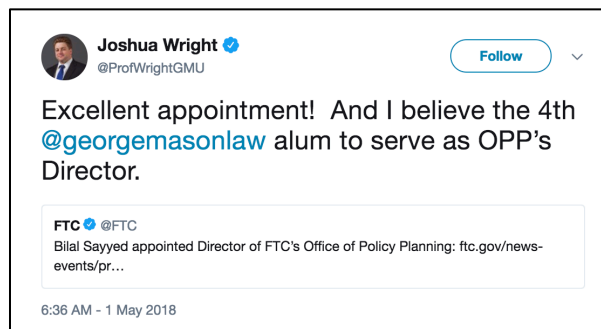 Joshua Wright
@ProfWrightGMU
Follow
Excellent appointment! And I believe the 4th
@georgemasonlaw alum to serve as OPP's
Director.
FTC @FTC
Bilal Sayyed appointed Director of FTC's Office of Policy Planning: ftc.gov/news-
events/pr…
6:36 AM - 1 May 2018